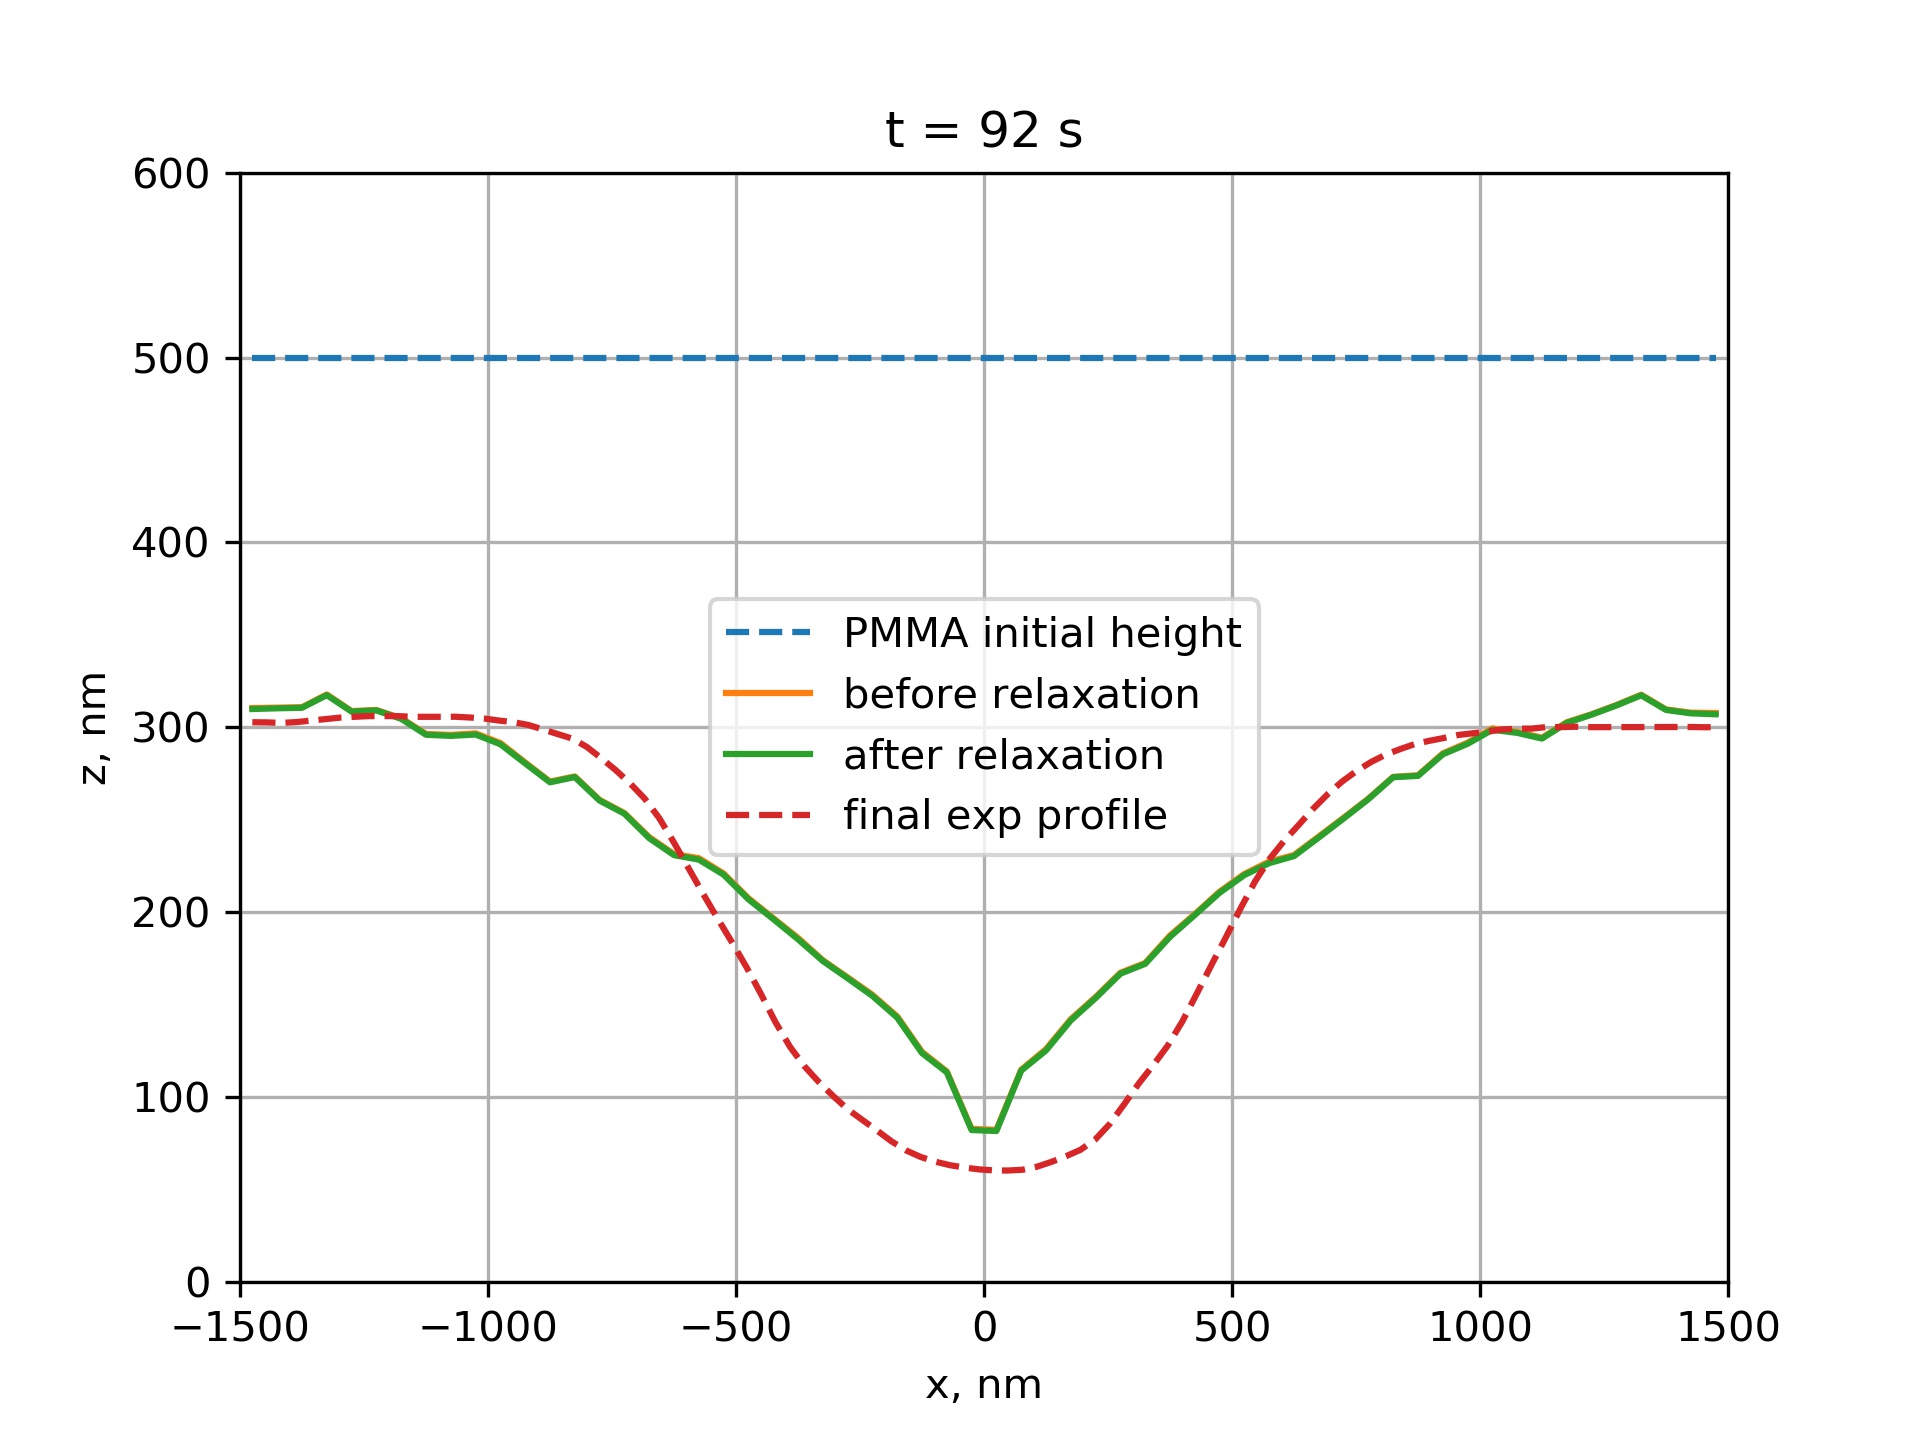 t = 92 s
600
500
400
300
200
100
0
z, nm
PMMA initial height
before relaxation
after relaxation
final exp profile
−1500
−1000
−500
0
500
1000
1500
x, nm